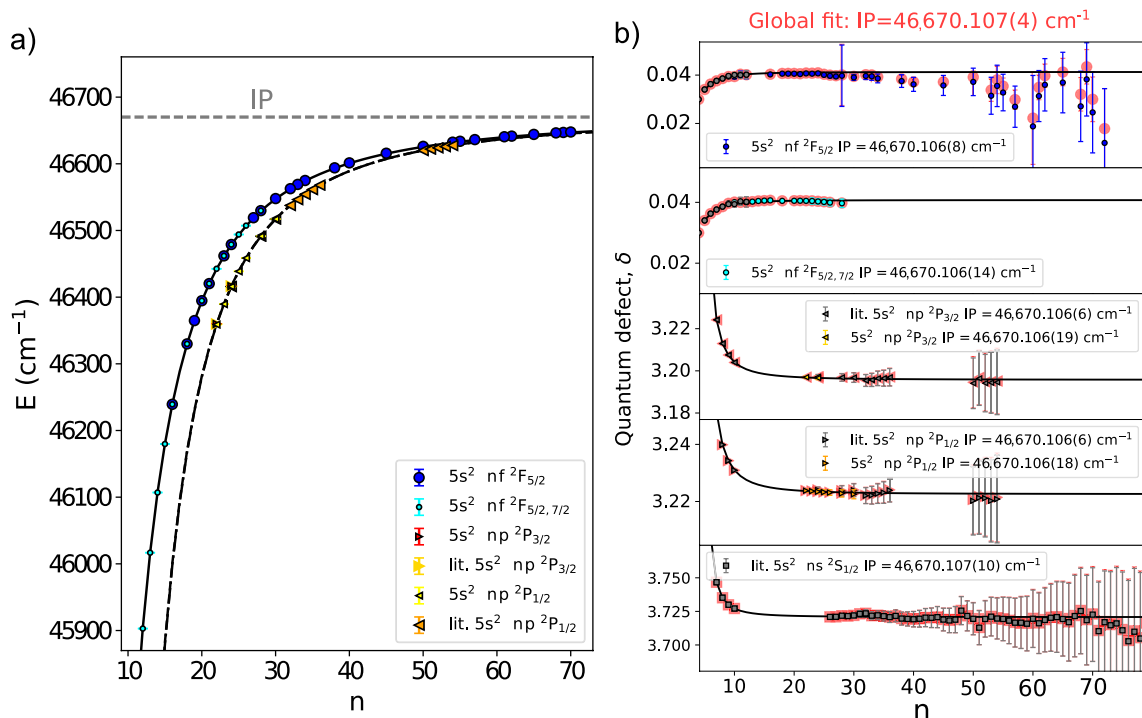 a)
46700
46600
46500
46400
46300
46200
46100
46000
45900
E (cm⁻¹)
IP
5s² nf ²F₅/₂
5s² nf ²F₅/₂,₇/₂
5s² np ²P₃/₂
lit. 5s² np ²P₃/₂
5s² np ²P₁/₂
lit. 5s² np ²P₁/₂
10 20 30 40 50 60 70
n
b)
Global fit: IP=46,670.107(4) cm⁻¹
Quantum defect, δ
0.04
0.02
5s² nf ²F₅/₂ IP = 46,670.106(8) cm⁻¹
0.04
0.02
5s² nf ²F₅/₂,₇/₂ IP = 46,670.106(14) cm⁻¹
3.22
3.20
3.18
lit. 5s² np ²P₃/₂ IP = 46,670.106(6) cm⁻¹
5s² np ²P₃/₂ IP = 46,670.106(19) cm⁻¹
3.24
3.22
lit. 5s² np ²P₁/₂ IP = 46,670.106(6) cm⁻¹
5s² np ²P₁/₂ IP = 46,670.106(18) cm⁻¹
3.750
3.725
3.700
lit. 5s² ns ²S₁/₂ IP = 46,670.107(10) cm⁻¹
10 20 30 40 50 60 70
n